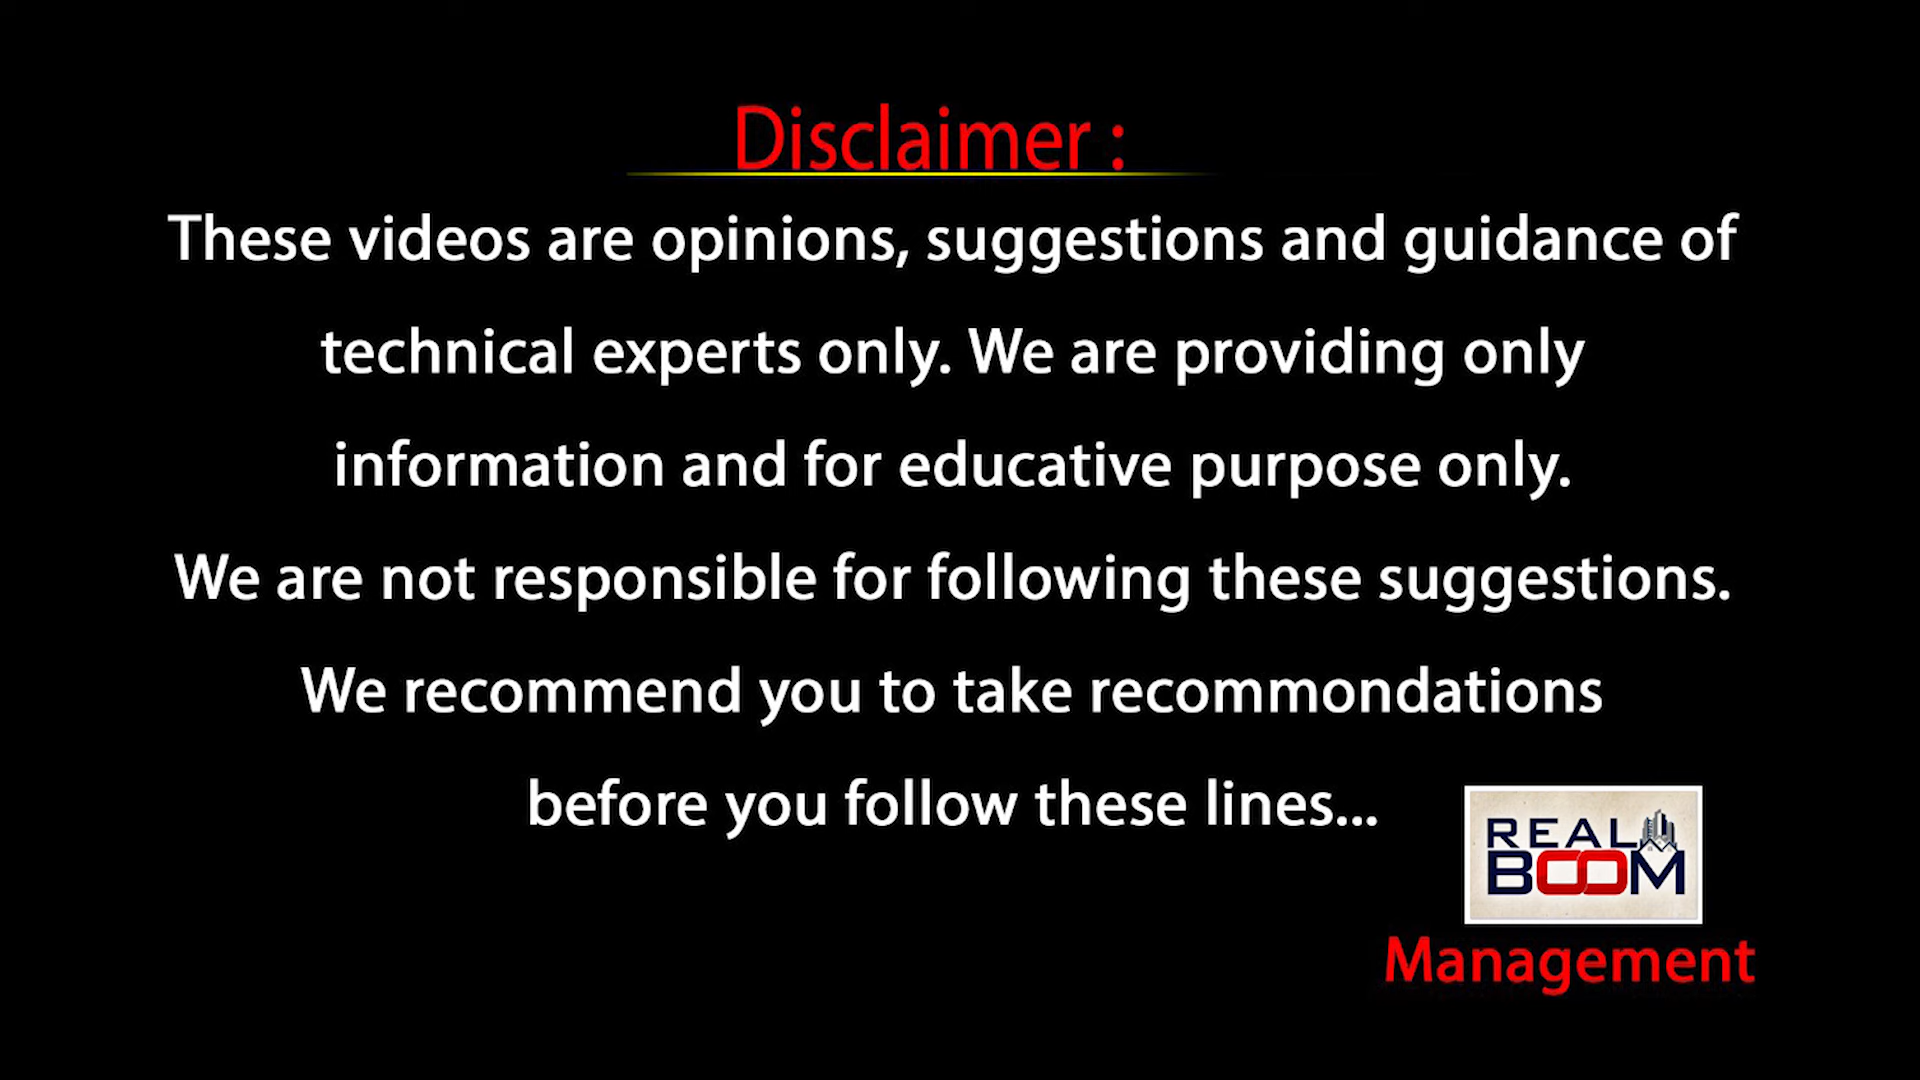 Disclaimer :
These videos are opinions, suggestions and guidance of
technical experts only. We are providing only
information and for educative purpose only.
We are not responsible for following these suggestions.
We recommend you to take recommondations
before you follow these lines...
REAL
BOOM
Management